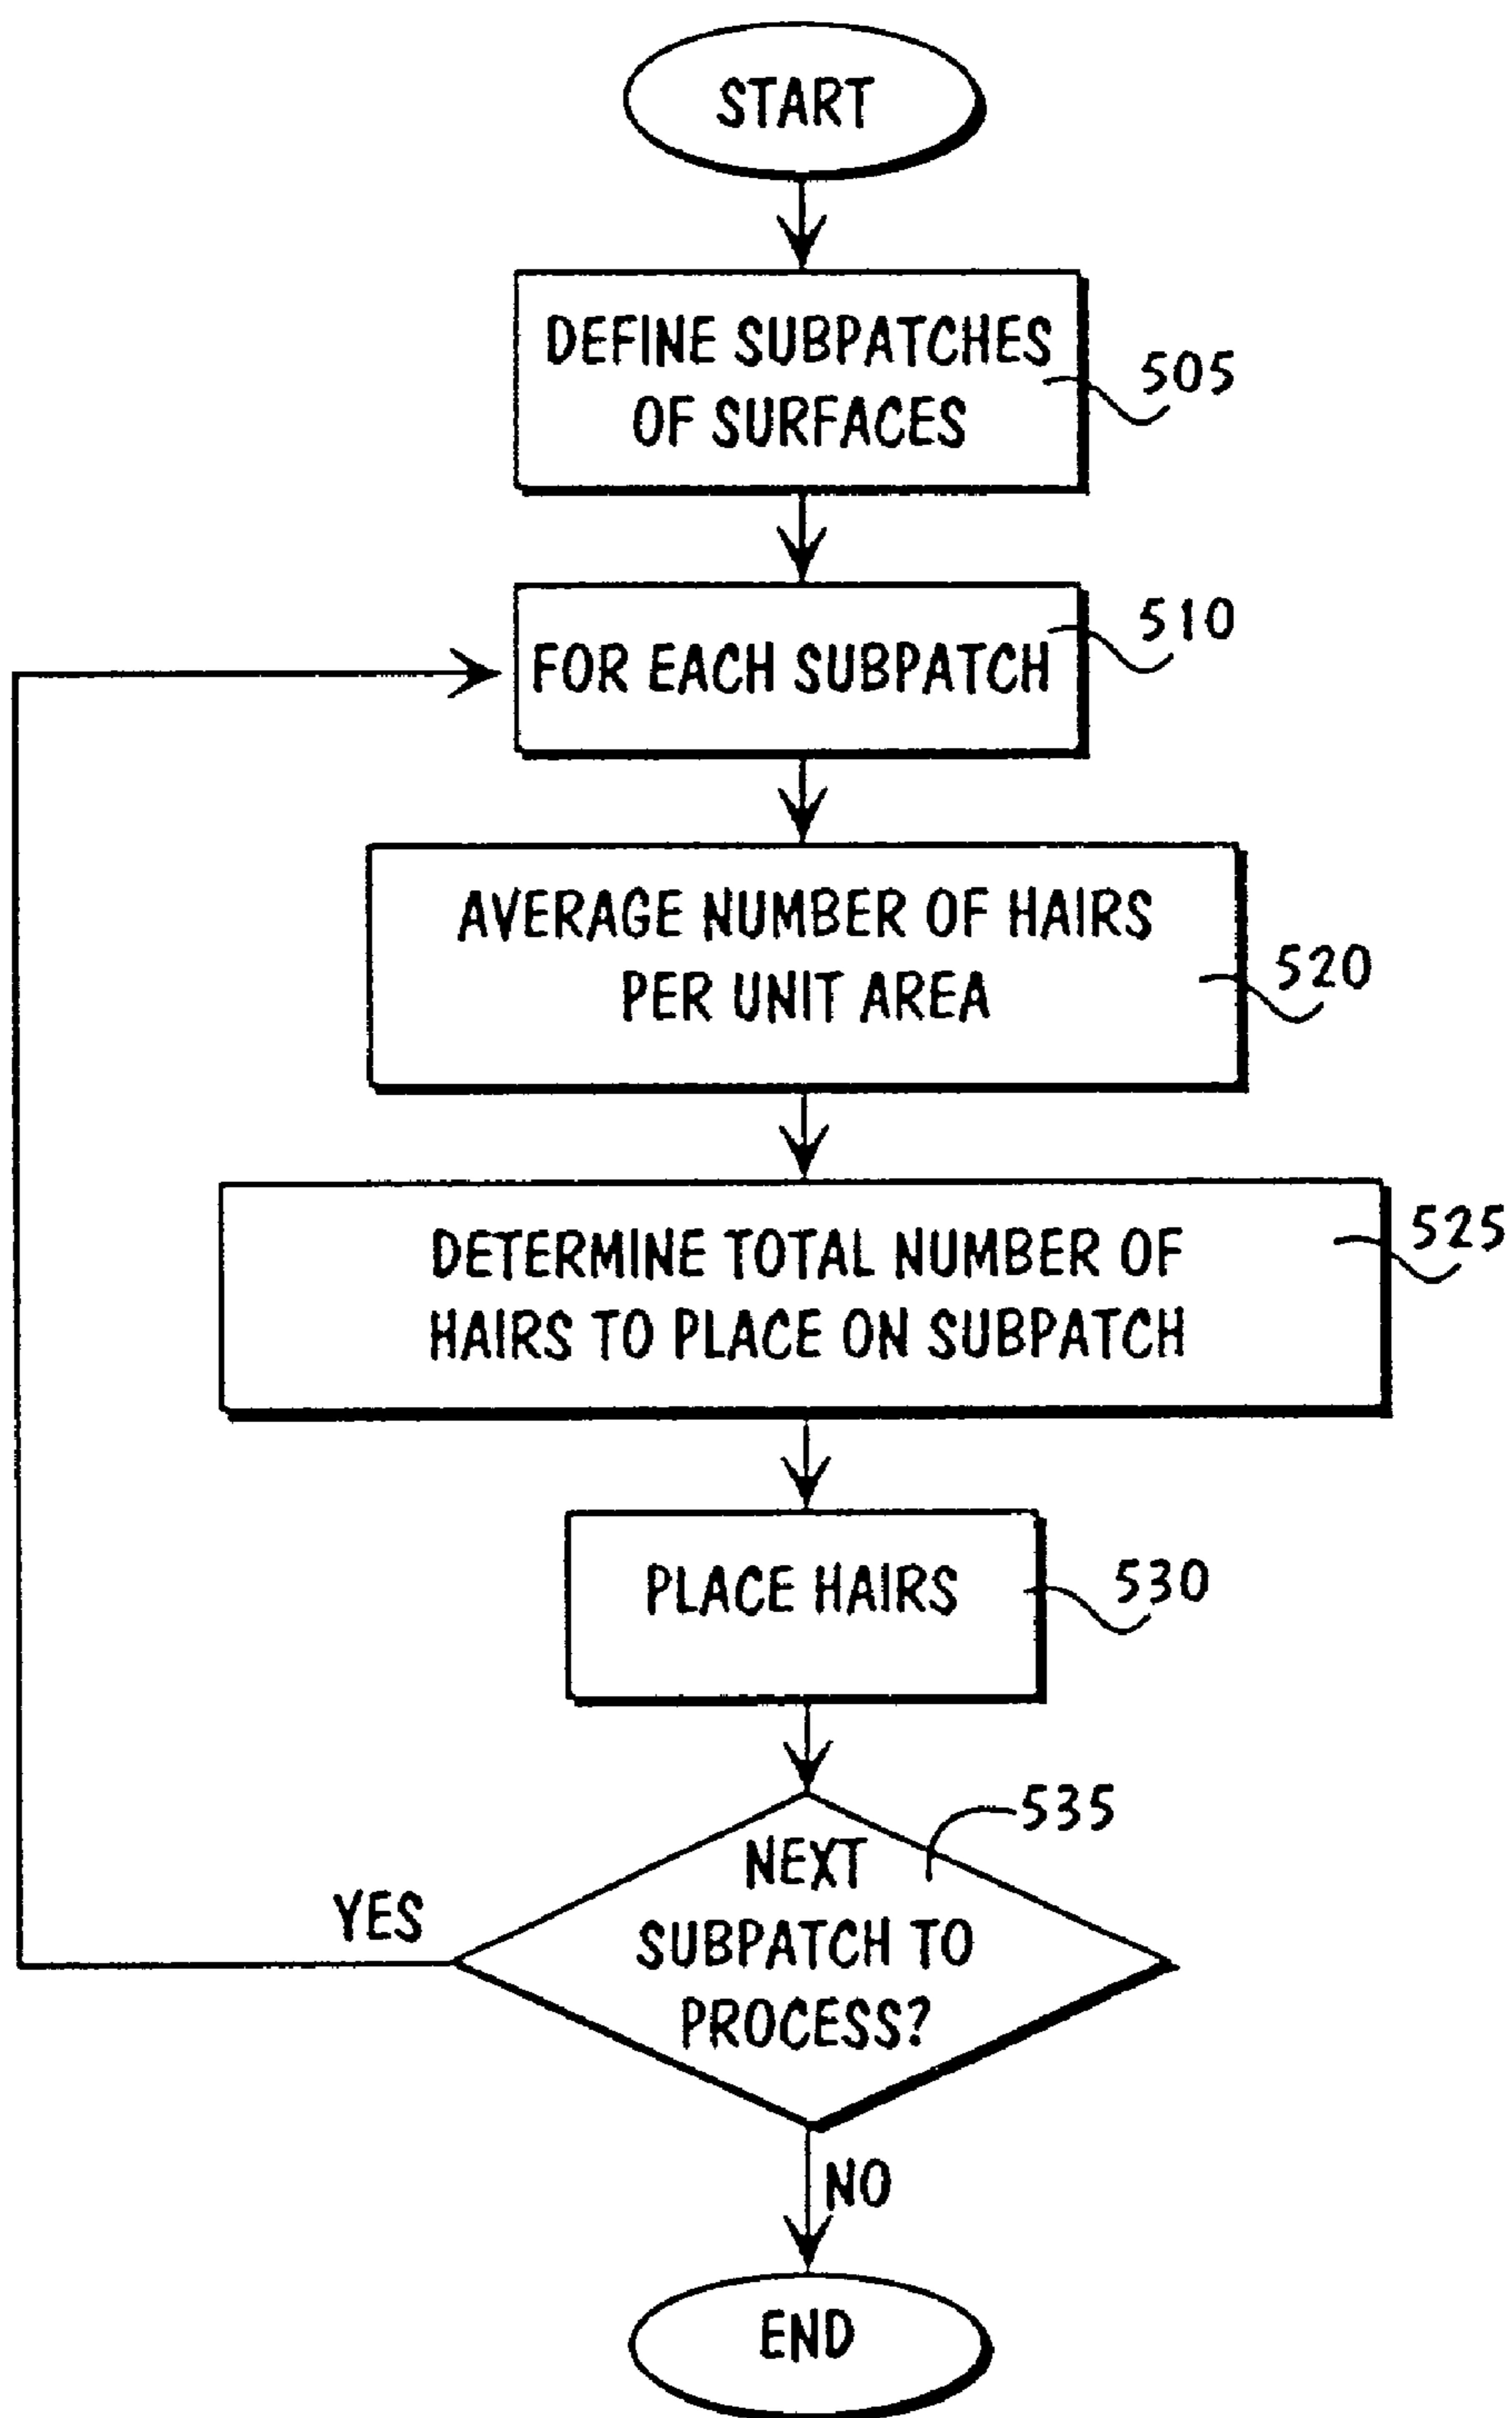 START
DEFINE SUBPATCHES
OF SURFACES
505
FOR EACH SUBPATCH
510
AVERAGE NUMBER OF HAIRS
PER UNIT AREA
520
DETERMINE TOTAL NUMBER OF
HAIRS TO PLACE ON SUBPATCH
525
PLACE HAIRS
530
NEXT
SUBPATCH TO
PROCESS?
535
YES
NO
END